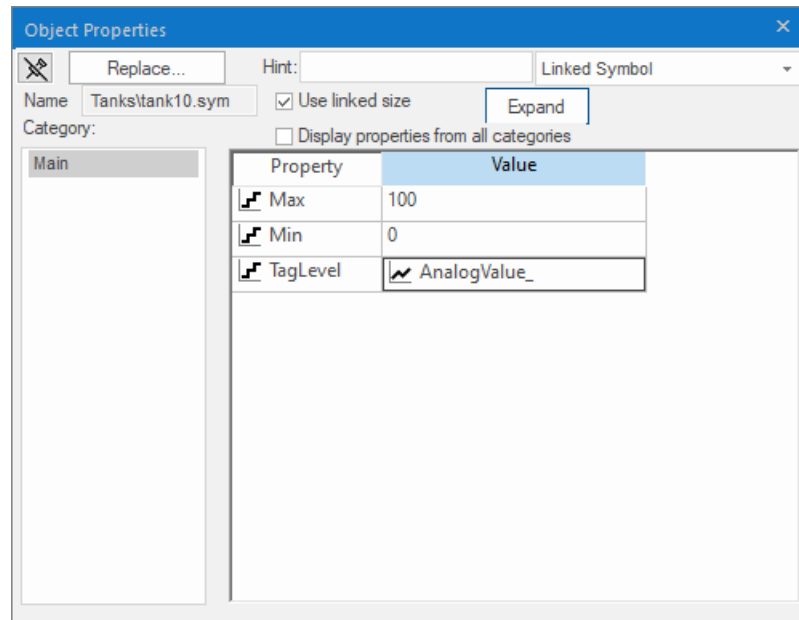 Object Properties
Replace... Hint: Linked Symbol
Name Tanks\tank10.sym Use linked size Expand
Category: Display properties from all categories
Main Property Value
Max 100
Min 0
TagLevel AnalogValue_